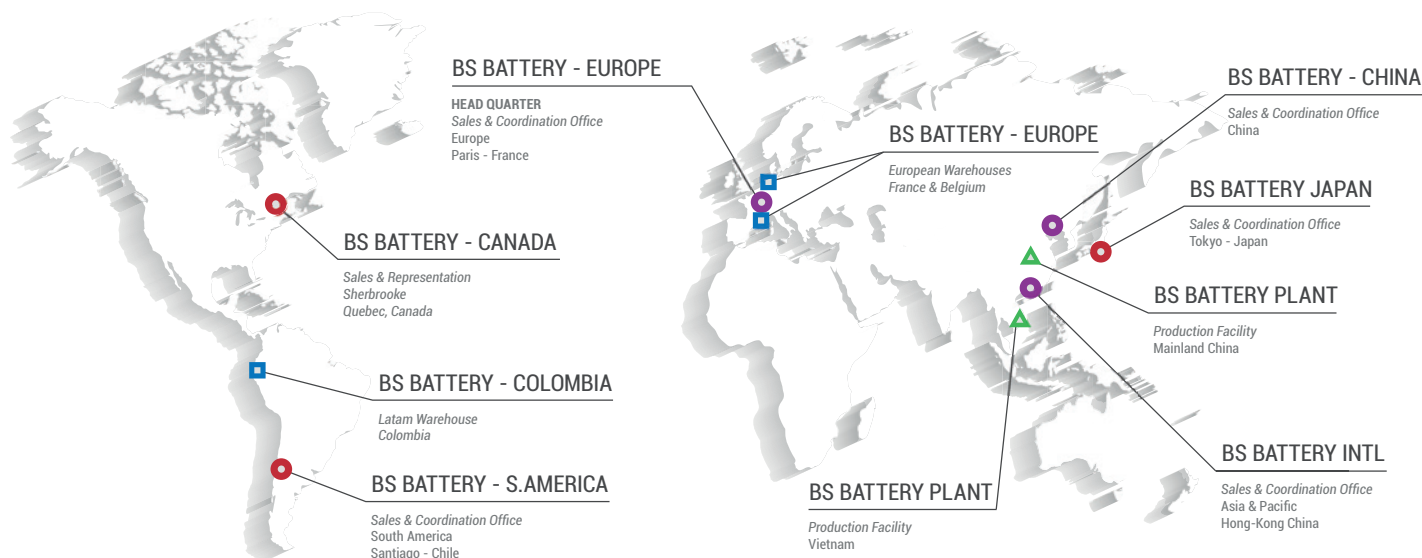 BS BATTERY - EUROPE
HEAD QUARTER
Sales & Coordination Office
Europe
Paris - France
BS BATTERY - EUROPE
European Warehouses
France & Belgium
BS BATTERY - CHINA
Sales & Coordination Office
China
BS BATTERY JAPAN
Sales & Coordination Office
Tokyo - Japan
BS BATTERY - CANADA
Sales & Representation
Sherbrooke
Quebec, Canada
BS BATTERY PLANT
Production Facility
Mainland China
BS BATTERY - COLOMBIA
Latam Warehouse
Colombia
BS BATTERY INTL
Sales & Coordination Office
Asia & Pacific
Hong-Kong China
BS BATTERY - S.AMERICA
Sales & Coordination Office
South America
Santiago - Chile
BS BATTERY PLANT
Production Facility
Vietnam